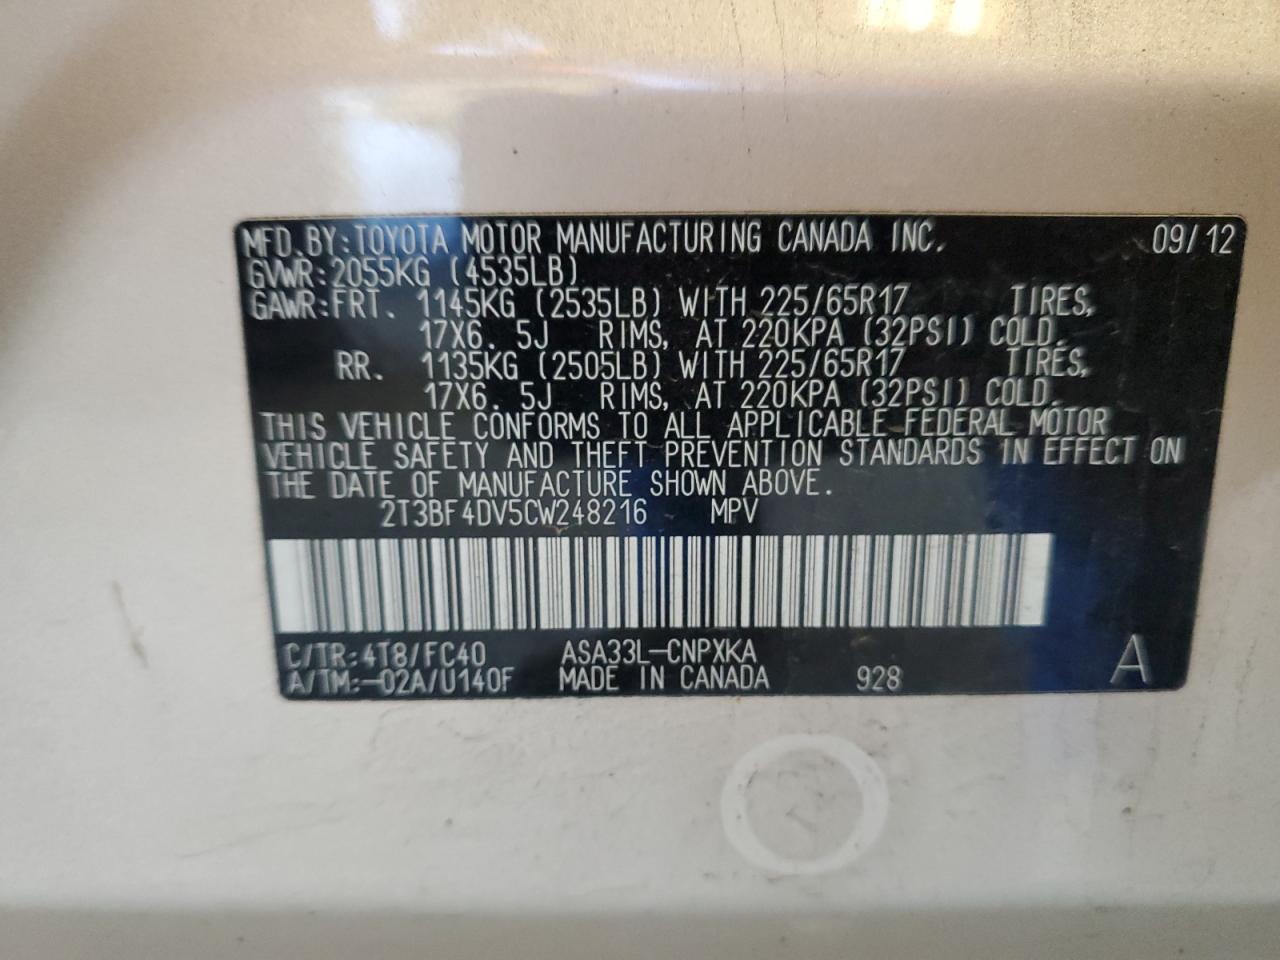 MFD.BY:TOYOTA MOTOR MANUFACTURING CANADA INC. 09/12
GVWR:2055KG (4535LB)
GAWR:FRT. 1145KG (2535LB) WITH 225/65R17 TIRES,
17X6.5J RIMS, AT 220KPA (32PSI) COLD.
RR. 1135KG (2505LB) WITH 225/65R17 TIRES,
17X6.5J RIMS, AT 220KPA (32PSI) COLD.
THIS VEHICLE CONFORMS TO ALL APPLICABLE FEDERAL MOTOR
VEHICLE SAFETY AND THEFT PREVENTION STANDARDS IN EFFECT ON
THE DATE OF MANUFACTURE SHOWN ABOVE.
2T3BF4DV5CW248216 MPV
C/TR:4T8/FC40 ASA33L-CNPXKA
A/TM:-02A/U140F MADE IN CANADA 928 A